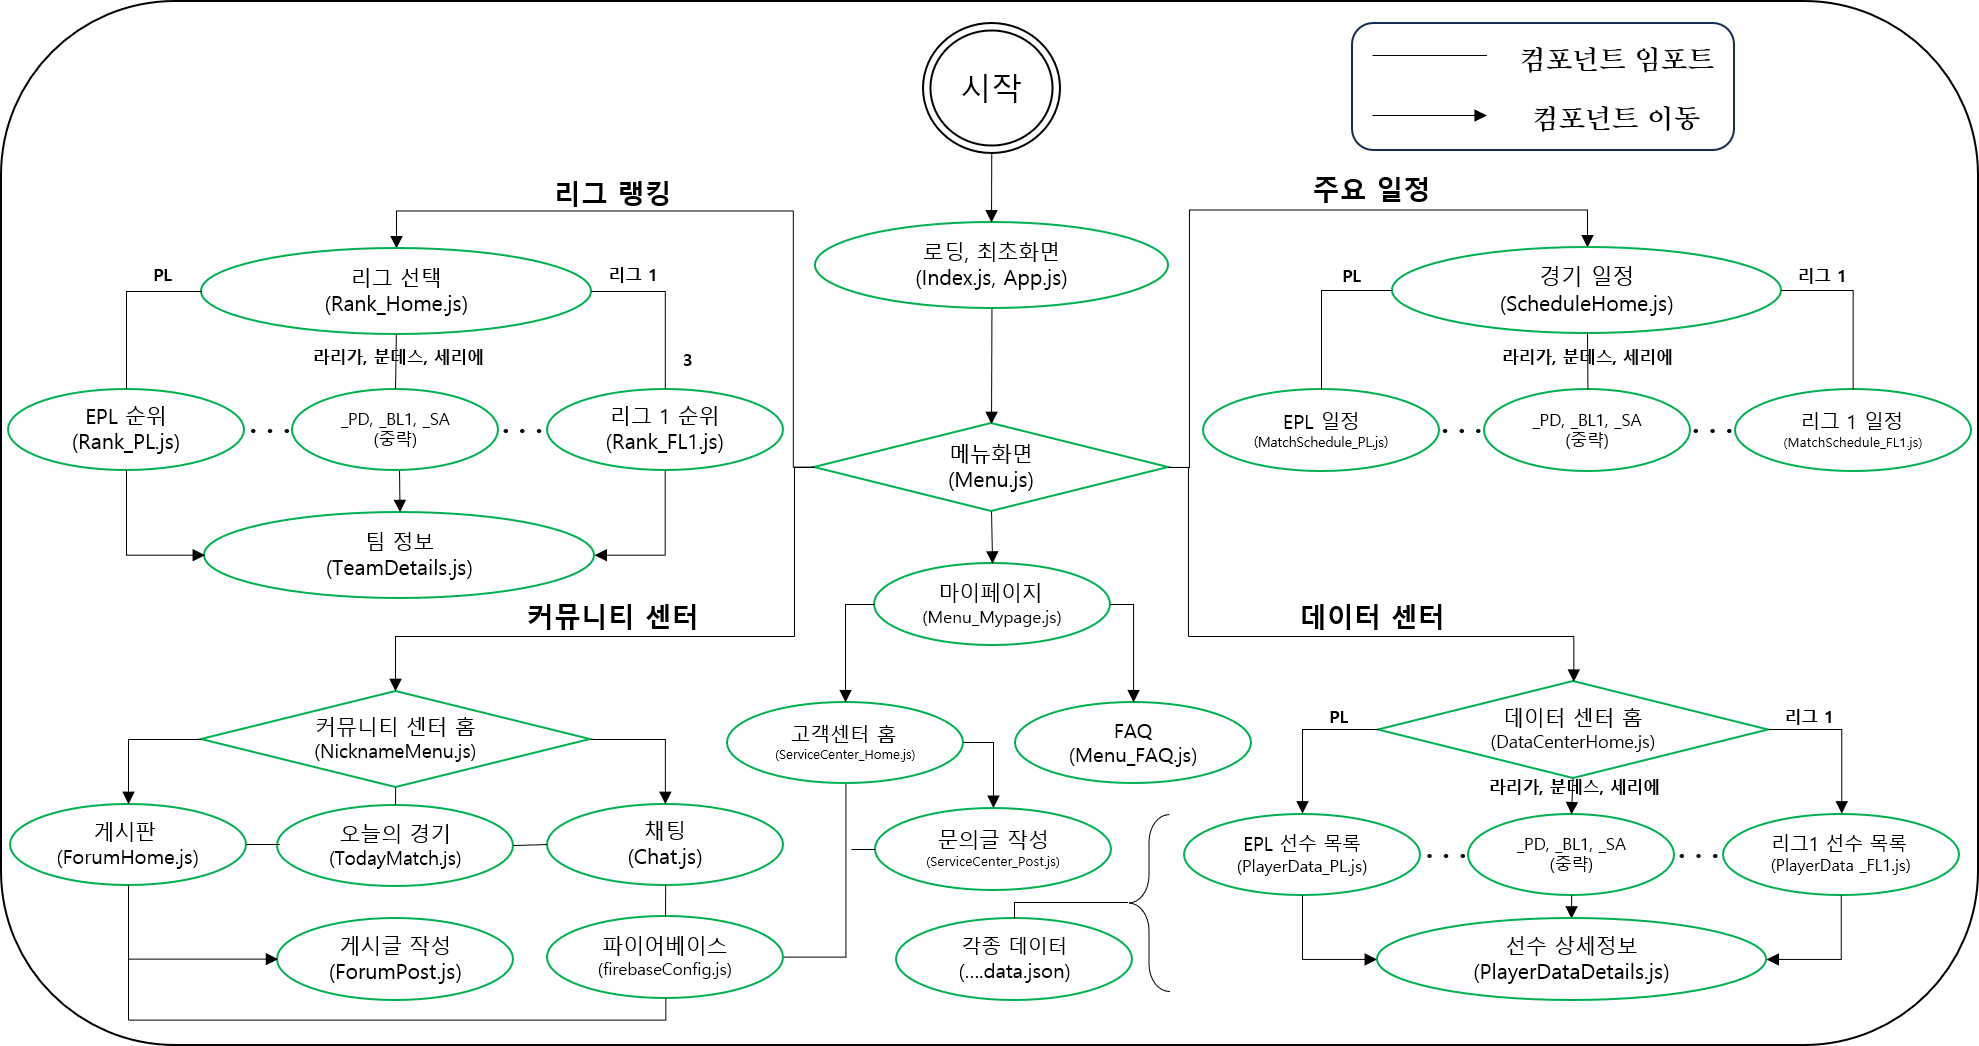 시작
컴포넌트 임포트
컴포넌트 이동
리그 랭킹
주요 일정
로딩, 최초화면
(Index.js, App.js)
PL
리그 선택
(Rank_Home.js)
리그 1
라리가, 분데스, 세리에
3
EPL 순위
(Rank_PL.js)
. . .
_PD, _BL1, _SA
(중략)
. . .
리그 1 순위
(Rank_FL1.js)
팀 정보
(TeamDetails.js)
PL
경기 일정
(ScheduleHome.js)
리그 1
라리가, 분데스, 세리에
EPL 일정
(MatchSchedule_PL.js)
. . .
_PD, _BL1, _SA
(중략)
. . .
리그 1 일정
(MatchSchedule_FL1.js)
메뉴화면
(Menu.js)
마이페이지
(Menu_Mypage.js)
커뮤니티 센터
데이터 센터
커뮤니티 센터 홈
(NicknameMenu.js)
게시판
(ForumHome.js)
오늘의 경기
(TodayMatch.js)
채팅
(Chat.js)
게시글 작성
(ForumPost.js)
파이어베이스
(firebaseConfig.js)
고객센터 홈
(ServiceCenter_Home.js)
FAQ
(Menu_FAQ.js)
문의글 작성
(ServiceCenter_Post.js)
각종 데이터
(....data.json)
PL
데이터 센터 홈
(DataCenterHome.js)
리그 1
라리가, 분데스, 세리에
EPL 선수 목록
(PlayerData_PL.js)
. . .
_PD, _BL1, _SA
(중략)
. . .
리그1 선수 목록
(PlayerData _FL1.js)
선수 상세정보
(PlayerDataDetails.js)